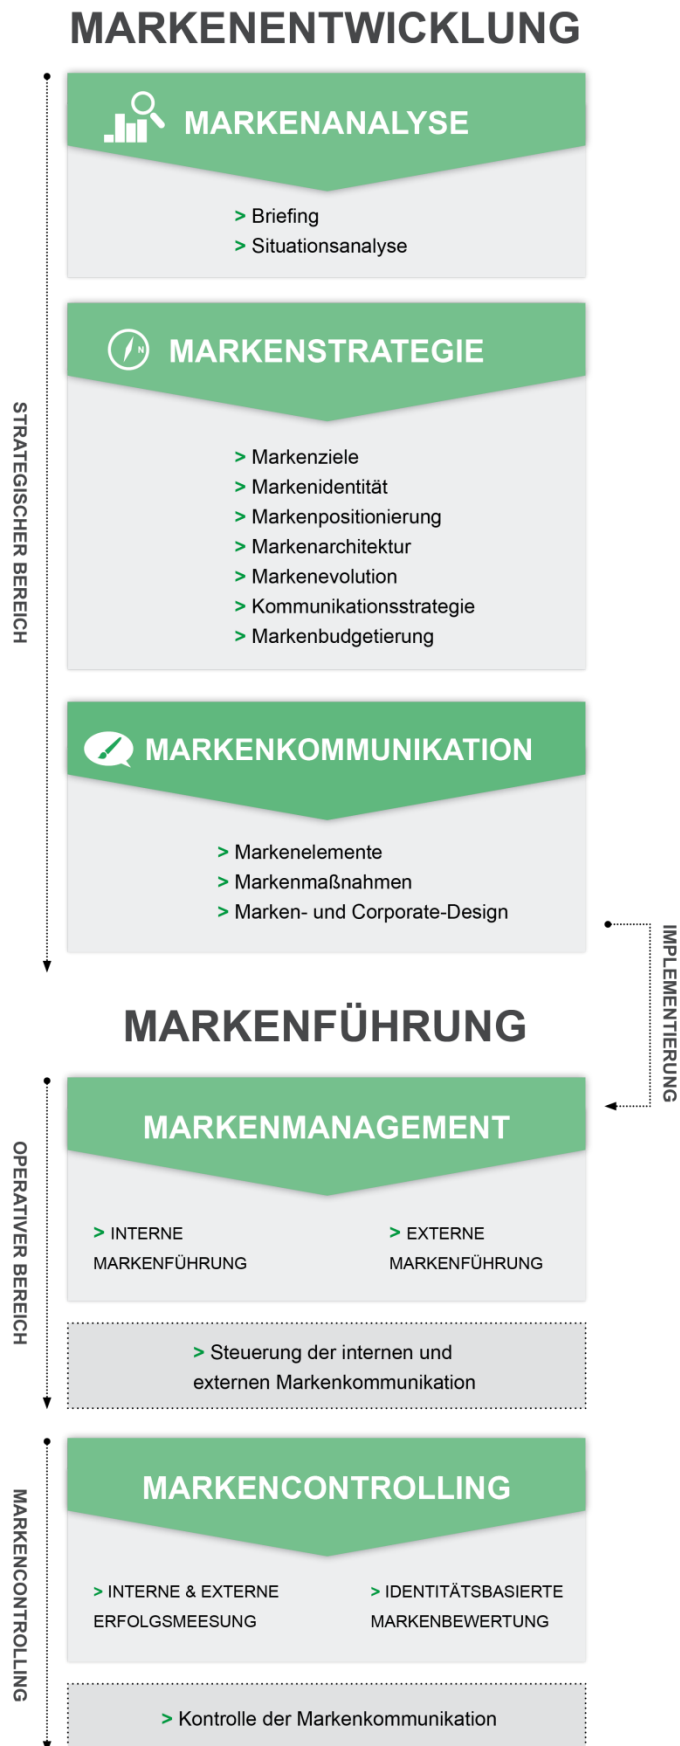 MARKENENTWICKLUNG
STRATEGISCHER BEREICH
MARKENANALYSE
> Briefing
> Situationsanalyse
N
MARKENSTRATEGIE
> Markenziele
> Markenidentität
> Markenpositionierung
> Markenarchitektur
> Markenevolution
> Kommunikationsstrategie
> Markenbudgetierung
MARKENKOMMUNIKATION
> Markenelemente
> Markenmaßnahmen
> Marken- und Corporate-Design
IMPLEMENTIERUNG
MARKENFÜHRUNG
OPERATIVER BEREICH
MARKENMANAGEMENT
> INTERNE
MARKENFÜHRUNG
> EXTERNE
MARKENFÜHRUNG
> Steuerung der internen und
externen Markenkommunikation
MARKENCONTROLLING
MARKENCONTROLLING
> INTERNE & EXTERNE
ERFOLGSMEESUNG
> IDENTITÄTSBASIERTE
MARKENBEWERTUNG
> Kontrolle der Markenkommunikation